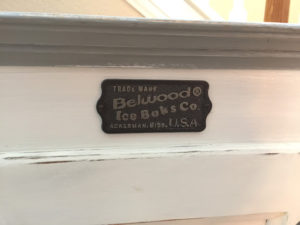 TRADE MARK
Belwood®
Ice Boxes Co.
ACKERMAN, MISS. U.S.A.